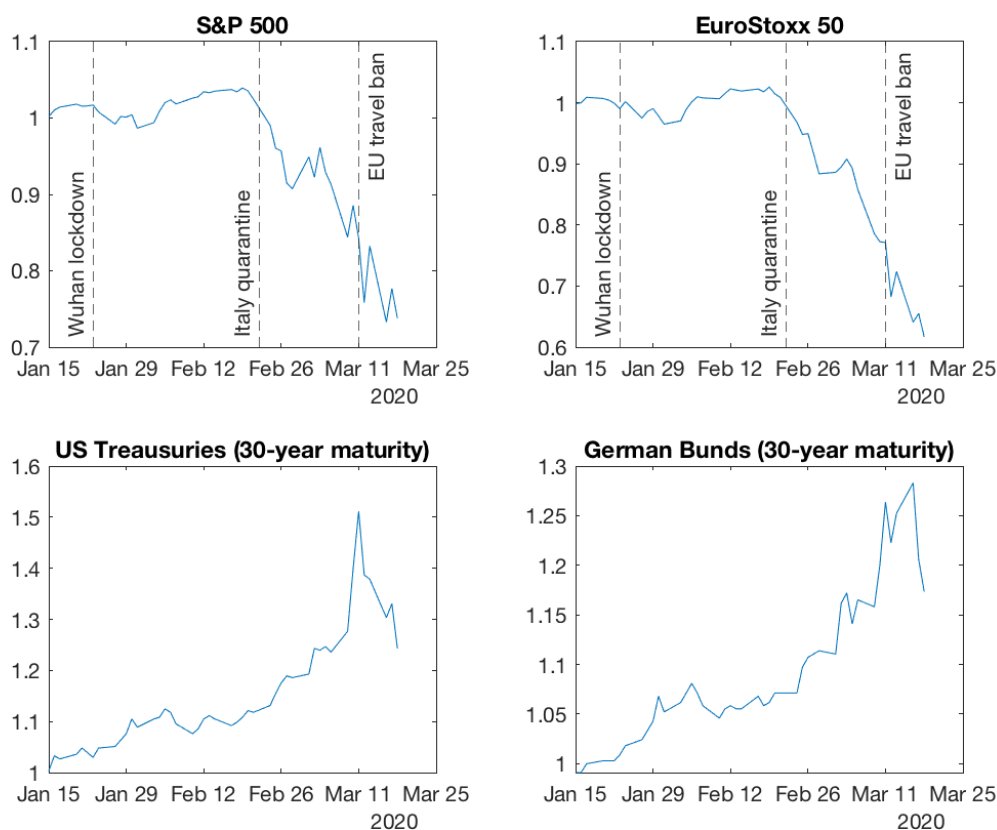 S&P 500
1.1
1
0.9
0.8
0.7
Wuhan lockdown
Italy quarantine
EU travel ban
Jan 15 Jan 29 Feb 12 Feb 26 Mar 11 Mar 25
2020
EuroStoxx 50
1.1
1
0.9
0.8
0.7
0.6
Wuhan lockdown
Italy quarantine
EU travel ban
Jan 15 Jan 29 Feb 12 Feb 26 Mar 11 Mar 25
2020
US Treausuries (30-year maturity)
1.6
1.5
1.4
1.3
1.2
1.1
1
Jan 15 Jan 29 Feb 12 Feb 26 Mar 11 Mar 25
2020
German Bunds (30-year maturity)
1.3
1.25
1.2
1.15
1.1
1.05
1
Jan 15 Jan 29 Feb 12 Feb 26 Mar 11 Mar 25
2020